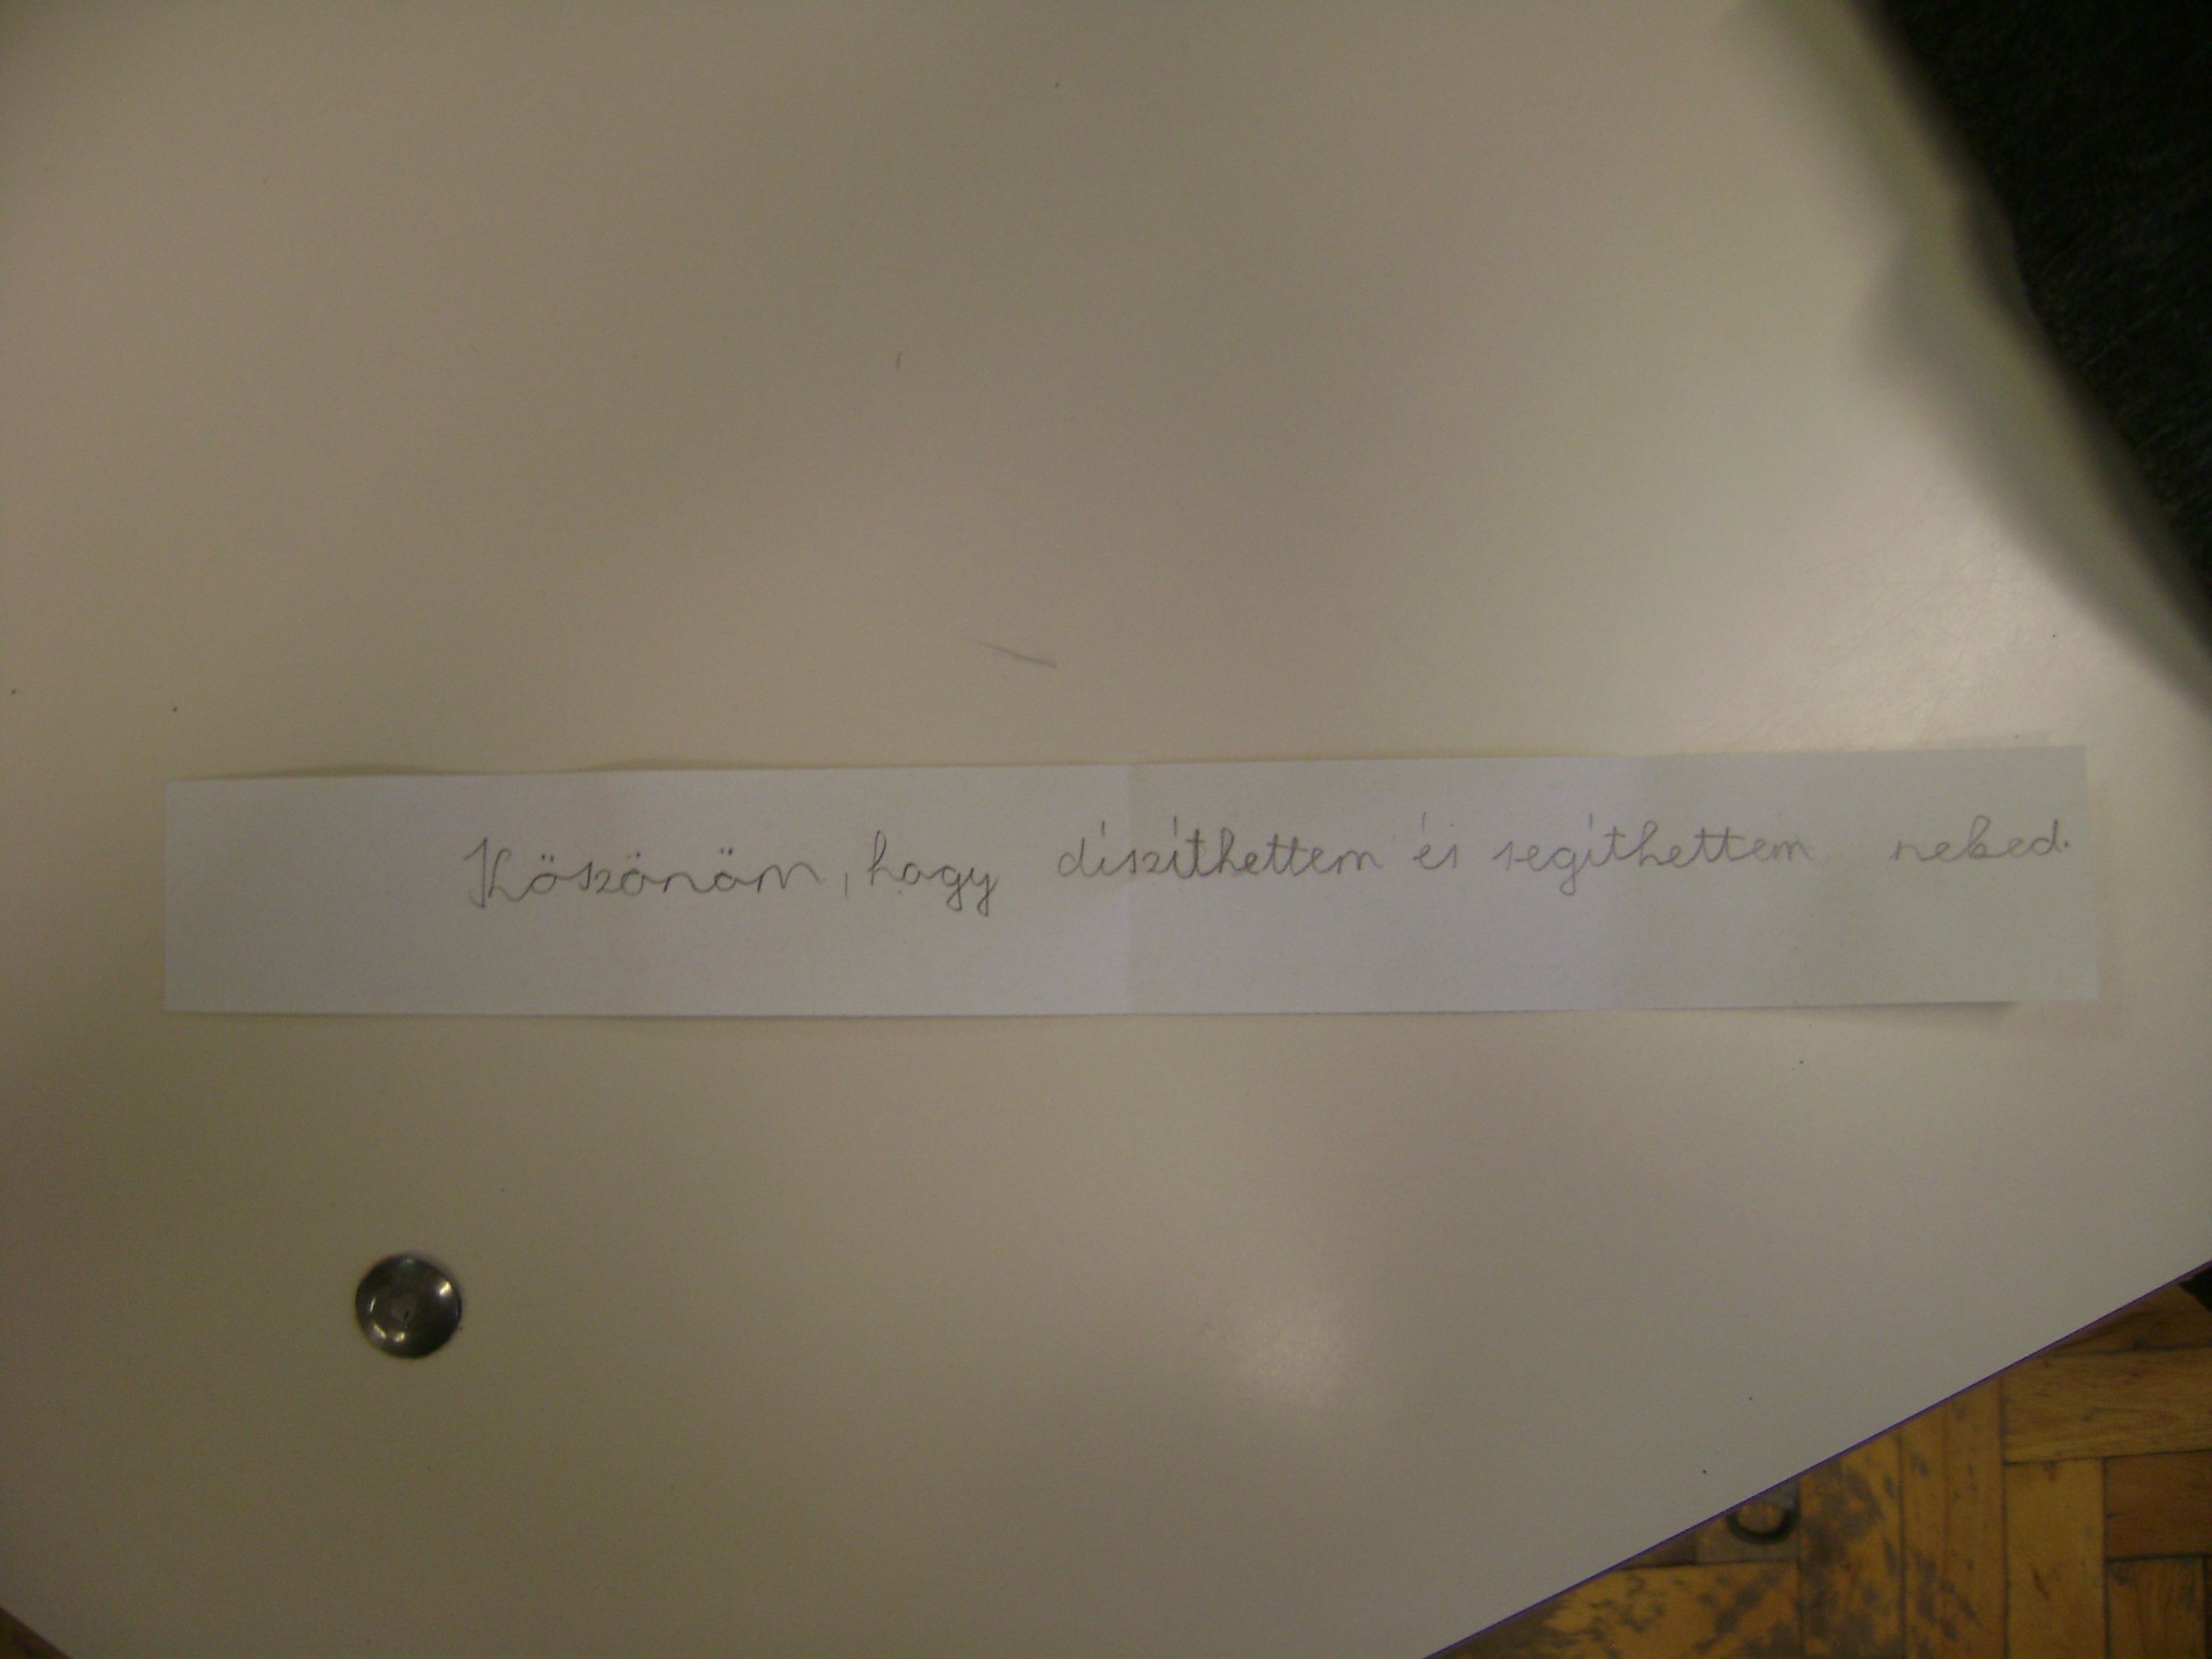 Köszönöm, hogy díszíthettem és segíthettem neked.